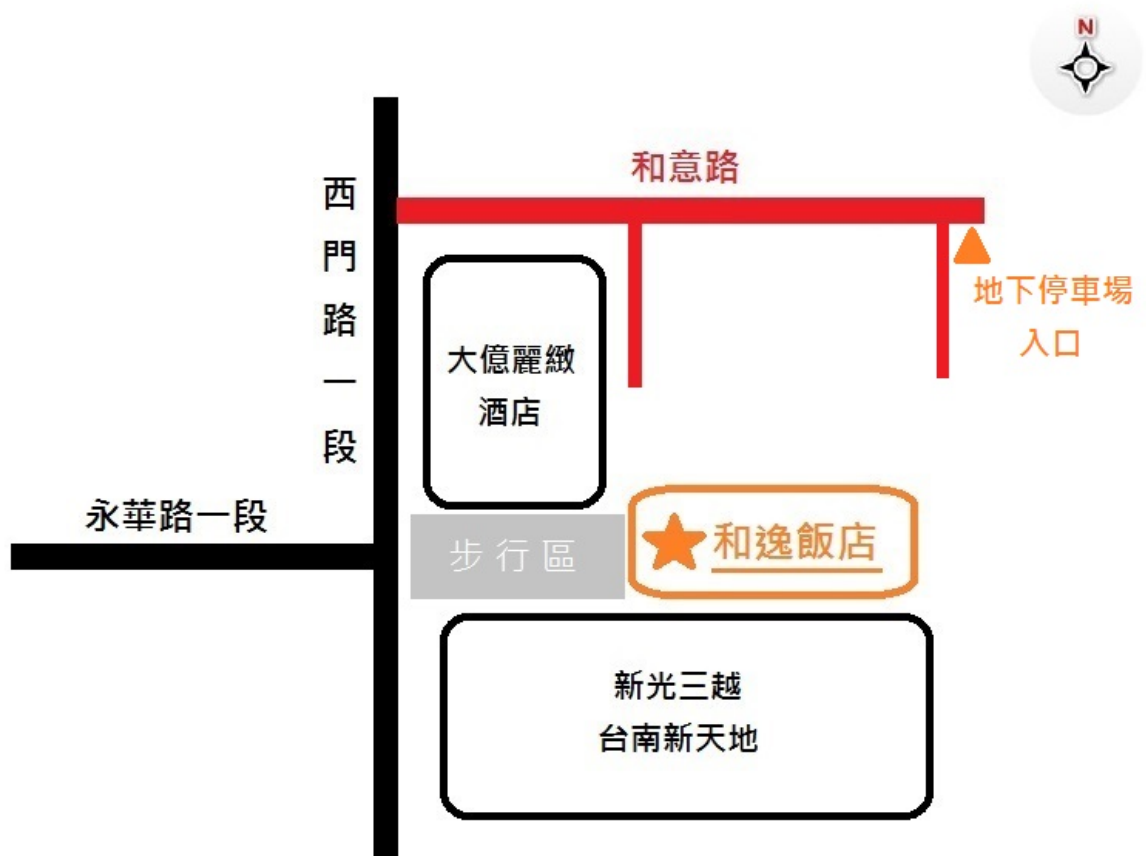 N
和意路
西門路一段
地下停車場
入口
大億麗緻
酒店
永華路一段
步行區
和逸飯店
新光三越
台南新天地